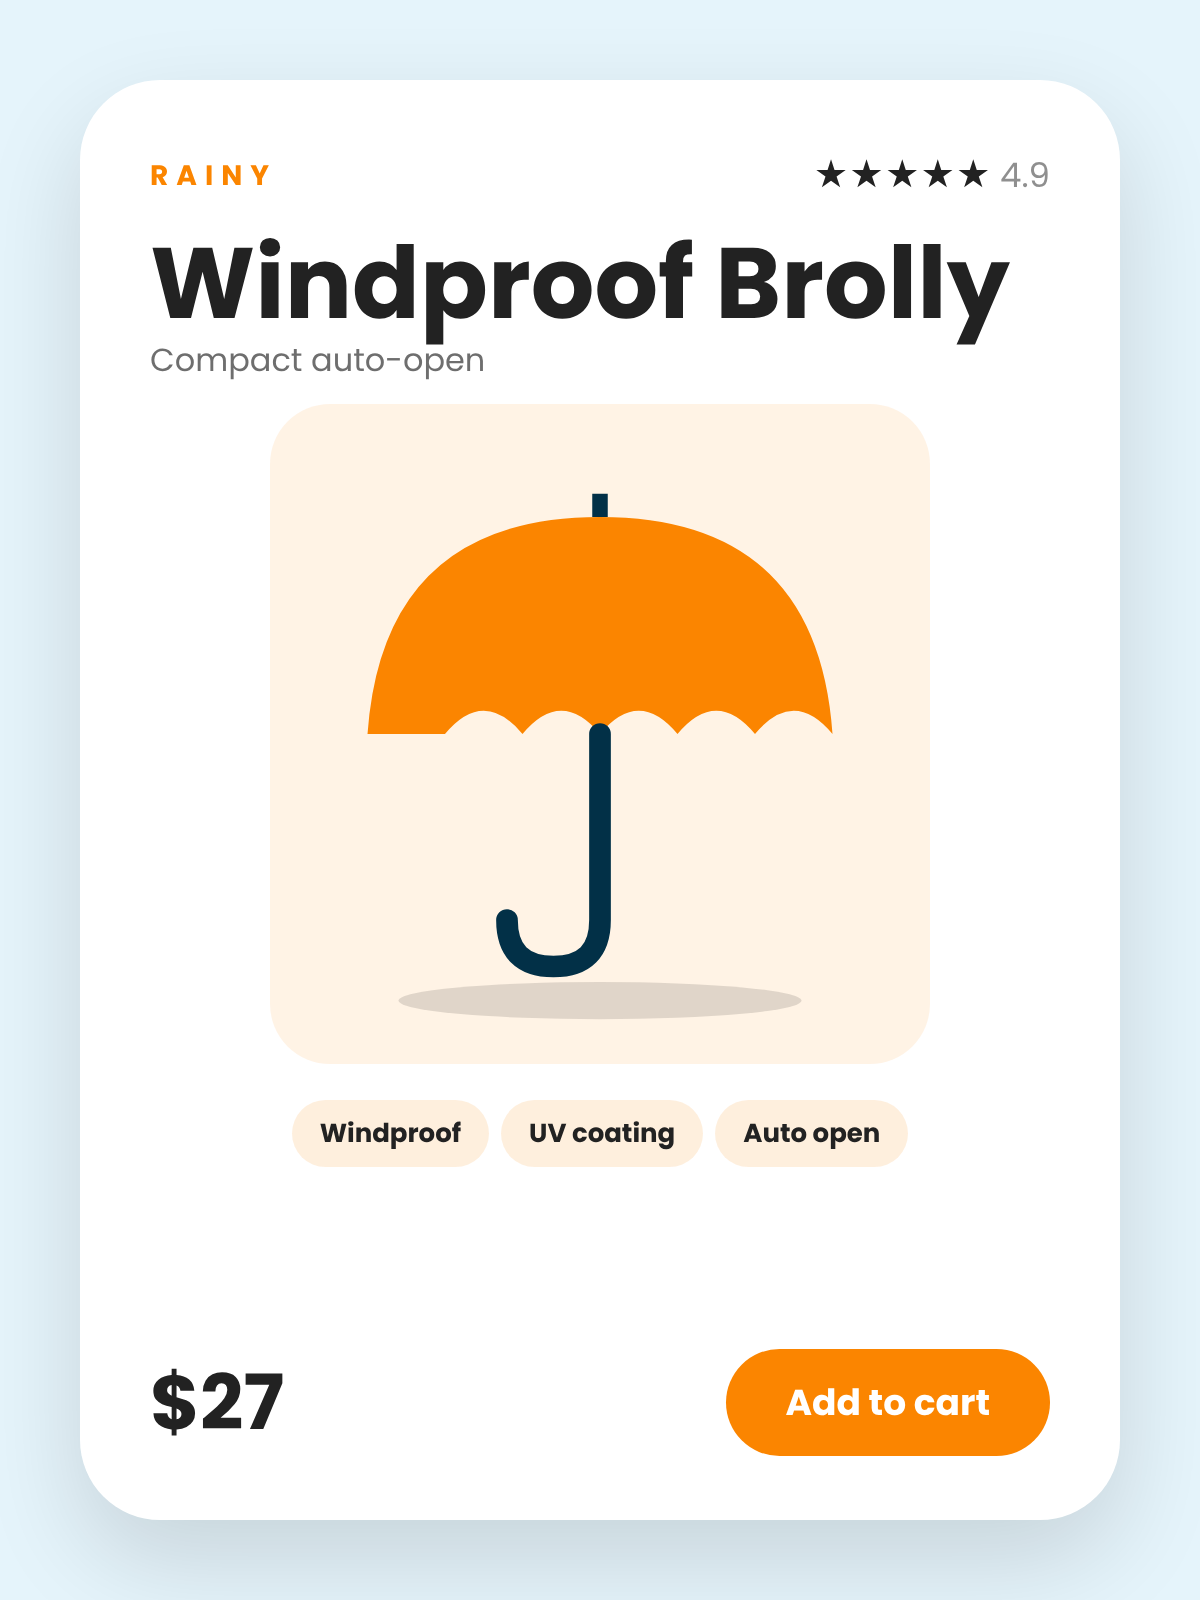 RAINY
★★★★★ 4.9
Windproof Brolly
Compact auto-open
Windproof
UV coating
Auto open
$27
Add to cart